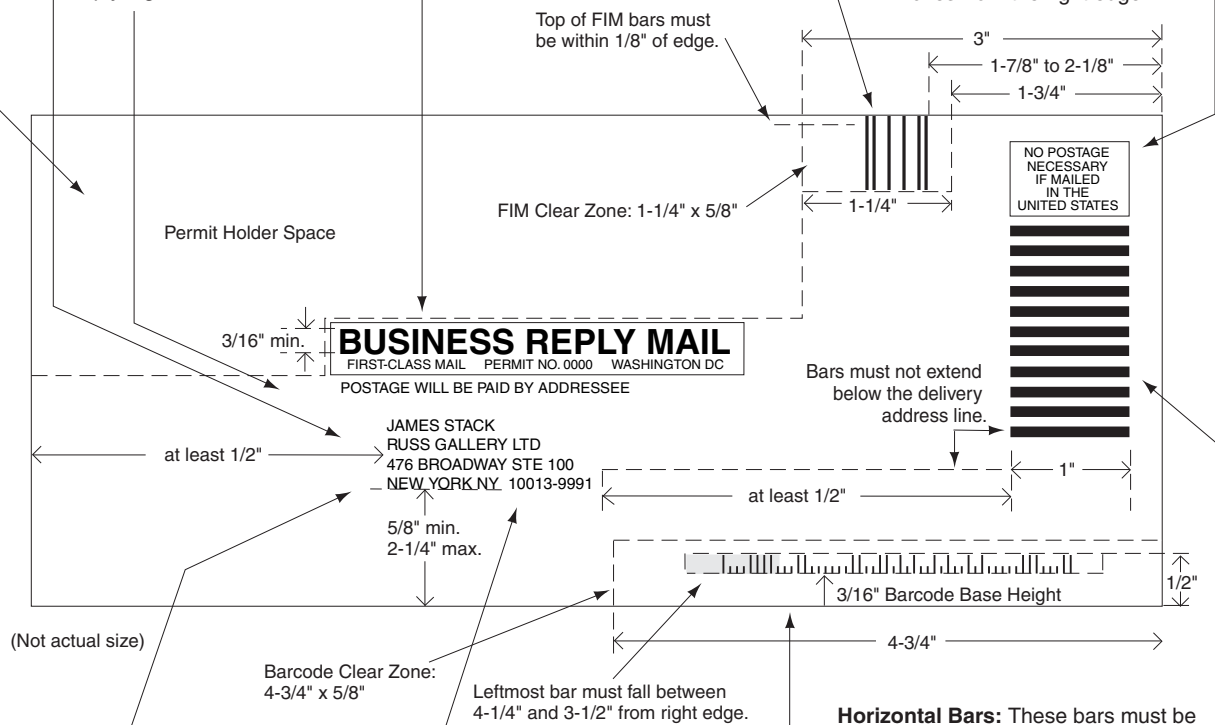 Top of FIM bars must
be within 1/8" of edge.
3"
1-7/8" to 2-1/8"
1-3/4"
NO POSTAGE
NECESSARY
IF MAILED
IN THE
UNITED STATES
FIM Clear Zone: 1-1/4" x 5/8"
1-1/4"
Permit Holder Space
3/16" min.
BUSINESS REPLY MAIL
FIRST-CLASS MAIL PERMIT NO. 0000 WASHINGTON DC
POSTAGE WILL BE PAID BY ADDRESSEE
Bars must not extend
below the delivery
address line.
JAMES STACK
RUSS GALLERY LTD
476 BROADWAY STE 100
NEW YORK NY 10013-9991
at least 1/2"
1"
at least 1/2"
5/8" min.
2-1/4" max.
1/2"
3/16" Barcode Base Height
(Not actual size)
4-3/4"
Barcode Clear Zone:
4-3/4" x 5/8"
Leftmost bar must fall between
4-1/4" and 3-1/2" from right edge.
Horizontal Bars: These bars must be